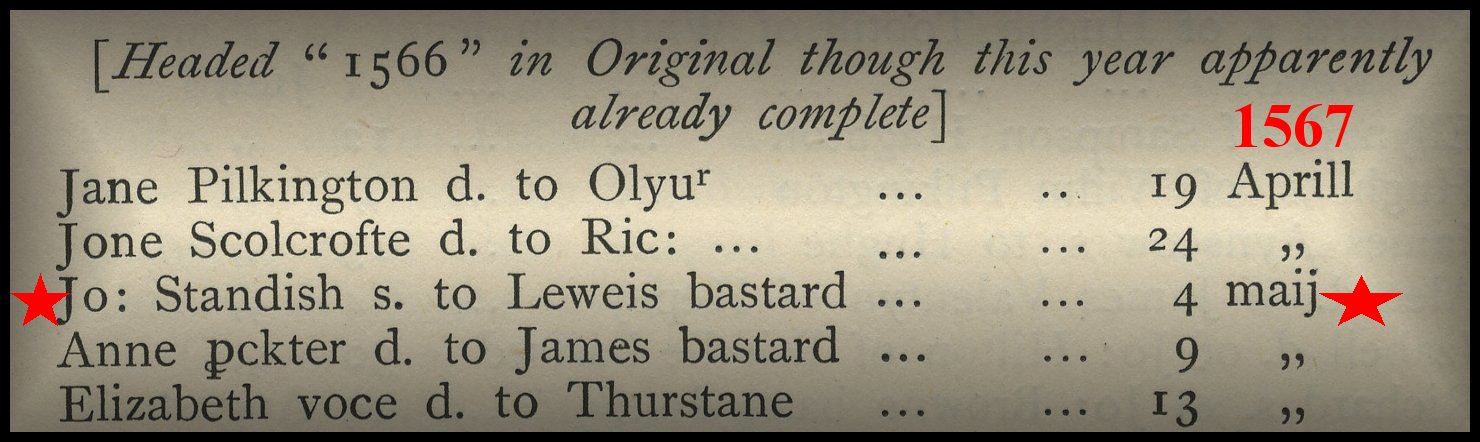 [Headed “ 1566 ” in Original though this year apparently
already complete]
1567
Jane Pilkington d. to Olyuʳ ... .. 19 Aprill
Jone Scolcrofte d. to Ric: ... ... ... 24 „
Jo: Standish s. to Leweis bastard ... ... 4 maij
Anne ꝑckter d. to James bastard ... ... 9 „
Elizabeth voce d. to Thurstane ... ... 13 „